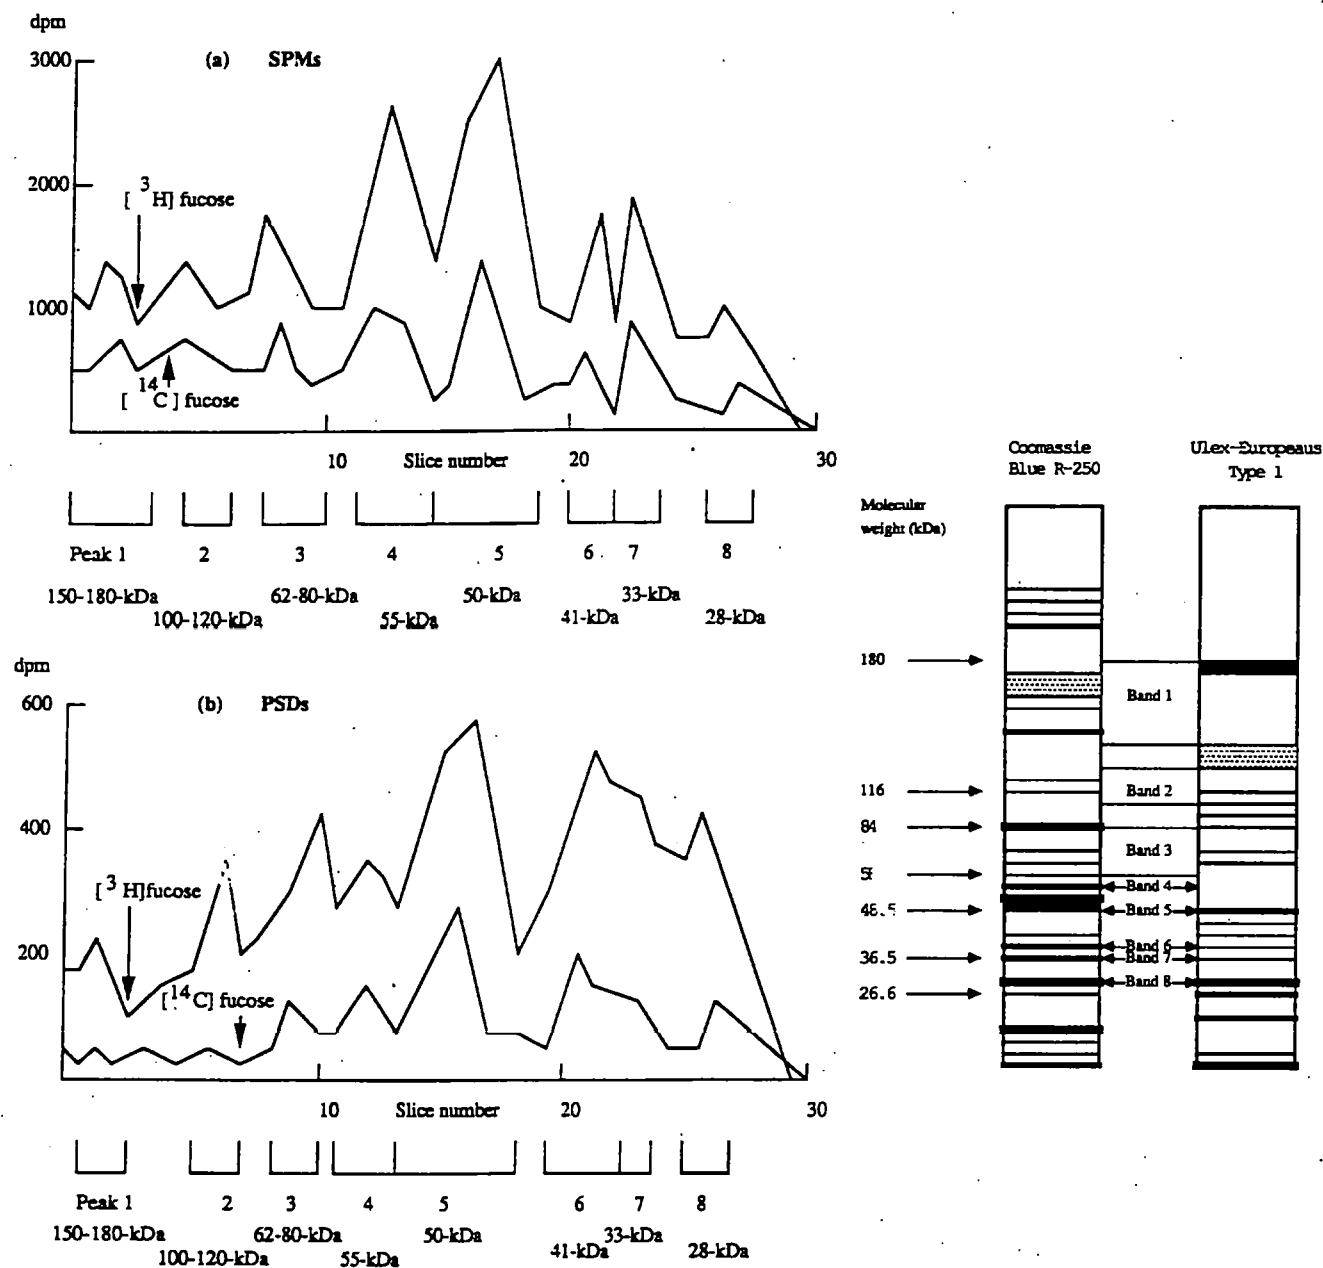 dpm
(a) SPMs
3000
2000
1000
[ 3 H] fucose
[ 14 C ] fucose
10 Slice number 20 30
Peak 1 2 3 4 5 6 7 8
150-180-kDa 62-80-kDa 50-kDa 33-kDa
100-120-kDa 55-kDa 41-kDa 28-kDa
dpm
(b) PSDs
600
400
200
[ 3 H]fucose
[14C] fucose
10 Slice number 20 30
Peak 1 2 3 4 5 6 7 8
150-180-kDa 62-80-kDa 50-kDa 33-kDa
100-120-kDa 55-kDa 41-kDa 28-kDa
Coomassie
Blue R-250
Ulex-Europeaus
Type 1
Molecular
weight (kDa)
180
116
84
48.5
36.5
26.6
Band 1
Band 2
Band 3
Band 4
Band 5
Band 6
Band 7
Band 8